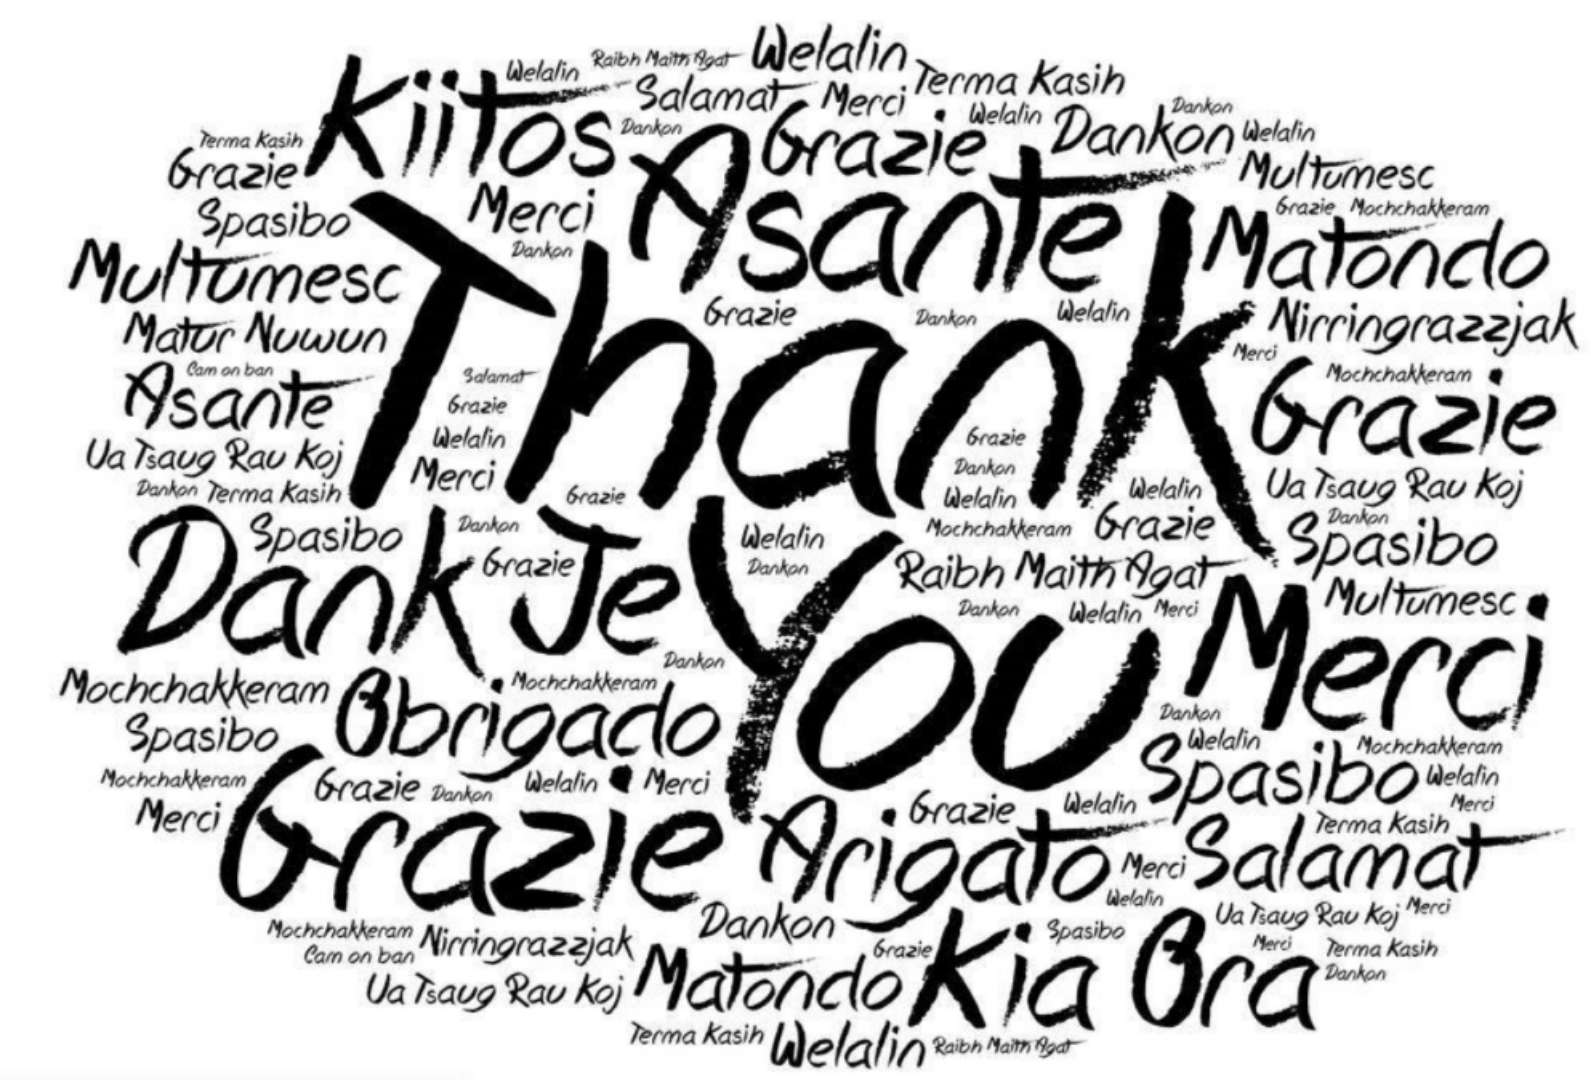 Welalin
Raibh Maith Agat
Welalin
Terma Kasih
Kiitos
Salamat
Merci
Welalin
Dankon
Dankon
Welalin
Terma Kasih
Grazie
Dankon
Grazie
Multumesc
Spasibo
Merci
Asante
Grazie
Mochchakkeram
Dankon
Matondo
Multumesc
Thank
Grazie
Dankon
Welalin
Nirringrazzjak
Matur Nuwun
Merci
Cam on ban
Salamat
Mochchakkeram
Asante
Grazie
Grazie
Ua Tsaug Rau Koj
Welalin
Grazie
Dankon
Dankon
Terma Kasih
Merci
Grazie
Welalin
Welalin
Ua Tsaug Rau Koj
Spasibo
Dankon
Welalin
Mochchakkeram
Grazie
Dankon
Spasibo
Dank Je
Grazie
You
Dankon
Raibh Maith Agat
Dankon
Welalin
Merci
Multumesc
Merci
Dankon
Mochchakkeram
Mochchakkeram
Obrigado
Dankon
Spasibo
Welalin
Mochchakkeram
Mochchakkeram
Grazie
Dankon
Welalin
Merci
Spasibo
Welalin
Merci
Merci
Grazie
Grazie
Welalin
Terma Kasih
Arigato
Merci
Salamat
Welalin
Mochchakkeram
Cam on ban
Nirringrazzjak
Dankon
Grazie
Spasibo
Ua Tsaug Rau Koj
Merci
Merci
Terma Kasih
Dankon
Ua Tsaug Rau Koj
Matondo
Kia Ora
Terma Kasih
Welalin
Raibh Maith Agat